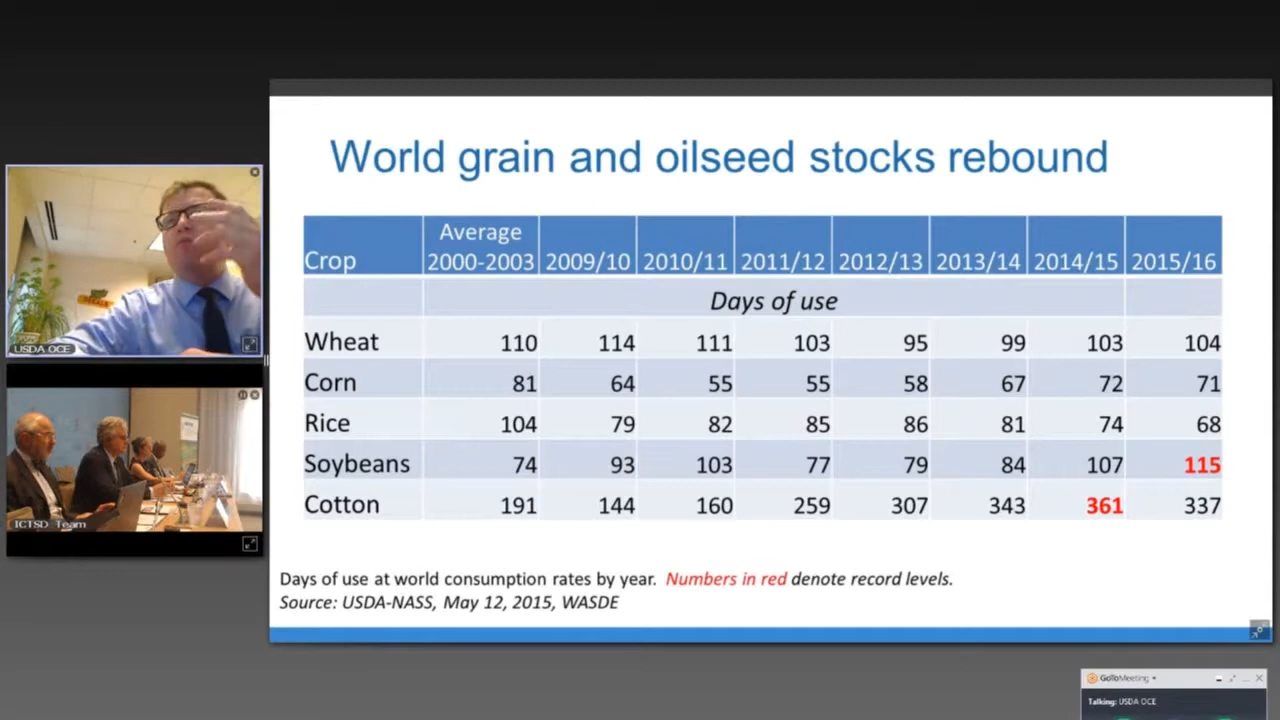 World grain and oilseed stocks rebound
Crop Average 2000-2003 2009/10 2010/11 2011/12 2012/13 2013/14 2014/15 2015/16
Days of use
Wheat 110 114 111 103 95 99 103 104
Corn 81 64 55 55 58 67 72 71
Rice 104 79 82 85 86 81 74 68
Soybeans 74 93 103 77 79 84 107 115
Cotton 191 144 160 259 307 343 361 337
Days of use at world consumption rates by year. Numbers in red denote record levels.
Source: USDA-NASS, May 12, 2015, WASDE
USDA OCE
ICTSD Team
GoToMeeting
Talking: USDA OCE